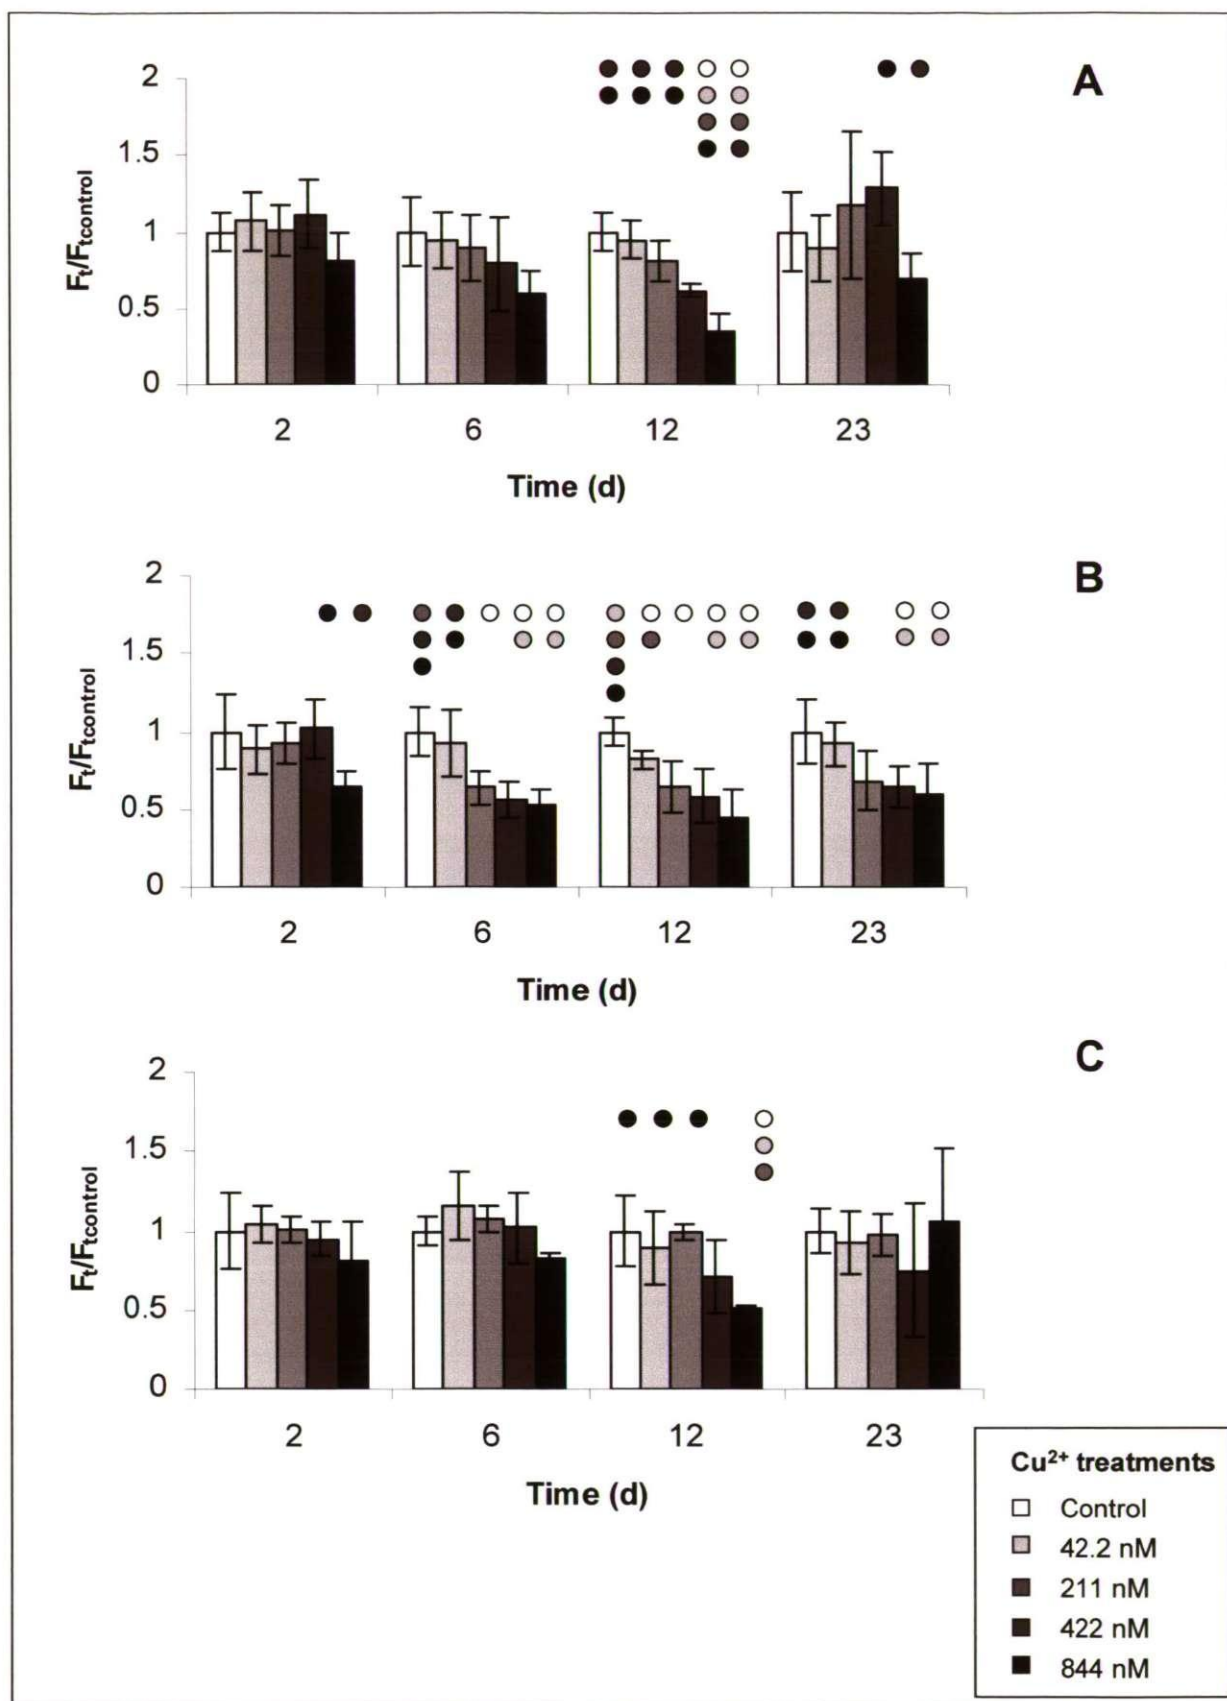 A
2
1.5
1
0.5
0
Ft/Ftcontrol
2 6 12 23
Time (d)
B
2
1.5
1
0.5
0
Ft/Ftcontrol
2 6 12 23
Time (d)
C
2
1.5
1
0.5
0
Ft/Ftcontrol
2 6 12 23
Time (d)
Cu²⁺ treatments
Control
42.2 nM
211 nM
422 nM
844 nM